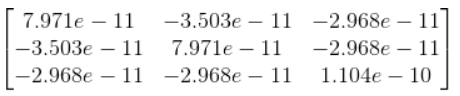 7.971e − 11 −3.503e − 11 −2.968e − 11
−3.503e − 11 7.971e − 11 −2.968e − 11
−2.968e − 11 −2.968e − 11 1.104e − 10